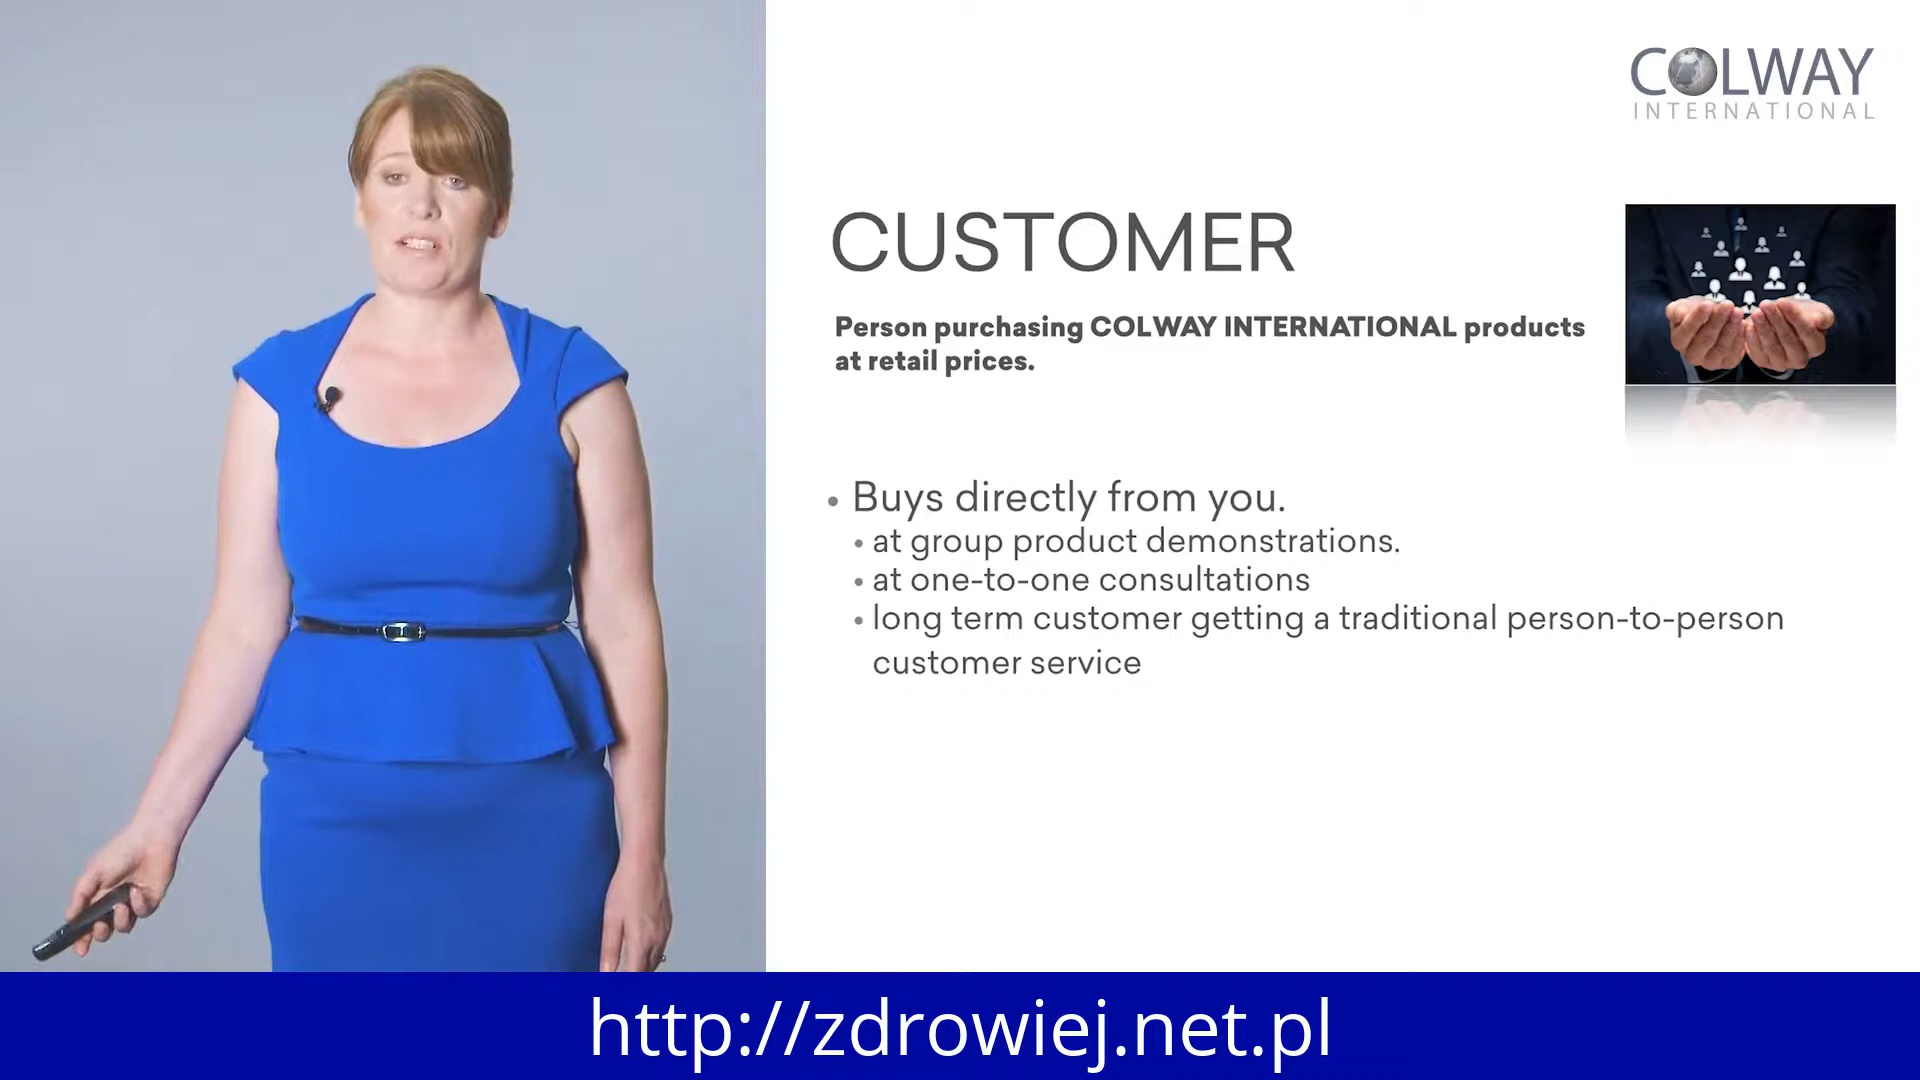 COLWAY
INTERNATIONAL
CUSTOMER
Person purchasing COLWAY INTERNATIONAL products
at retail prices.
• Buys directly from you.
• at group product demonstrations.
• at one-to-one consultations
• long term customer getting a traditional person-to-person
customer service
http://zdrowiej.net.pl